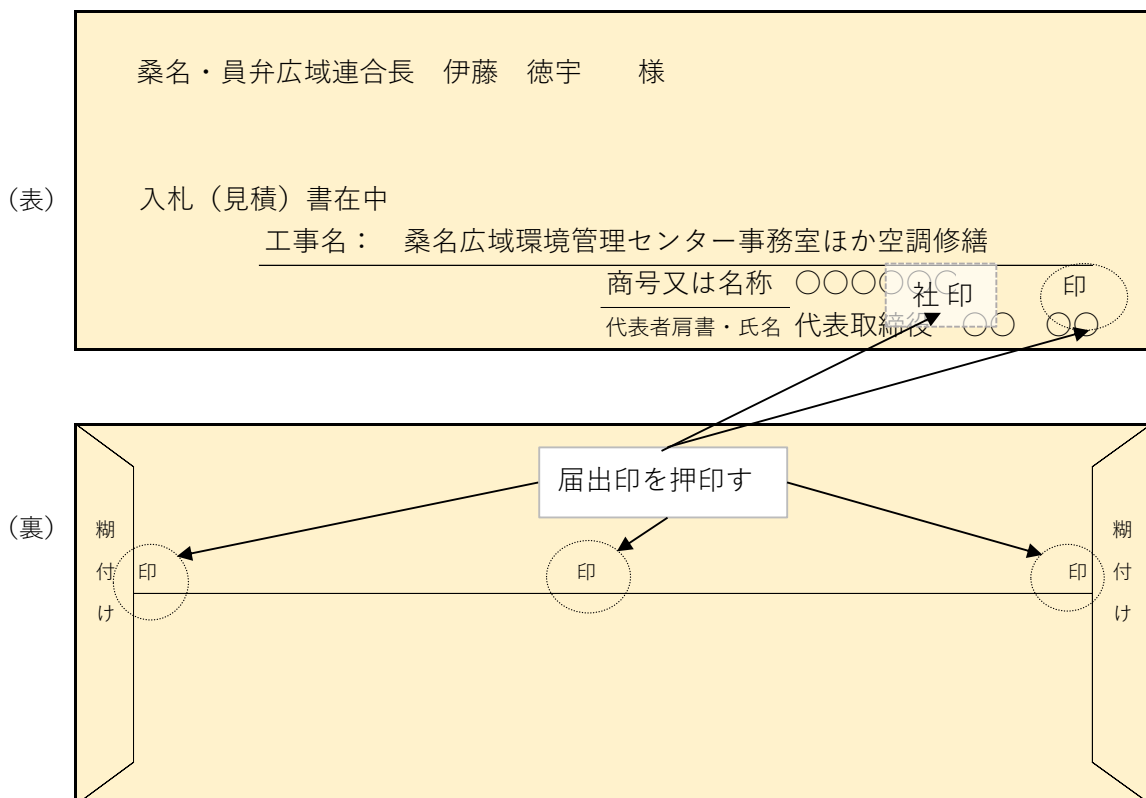 桑名・員弁広域連合長　伊藤　徳宇　　様
（表）
入札（見積）書在中
工事名：　桑名広域環境管理センター事務室ほか空調修繕
商号又は名称　〇〇〇〇〇〇
社 印
印
代表者肩書・氏名　代表取締役　〇〇　〇〇
届出印を押印す
（裏）
糊付け
印
印
印
糊付け